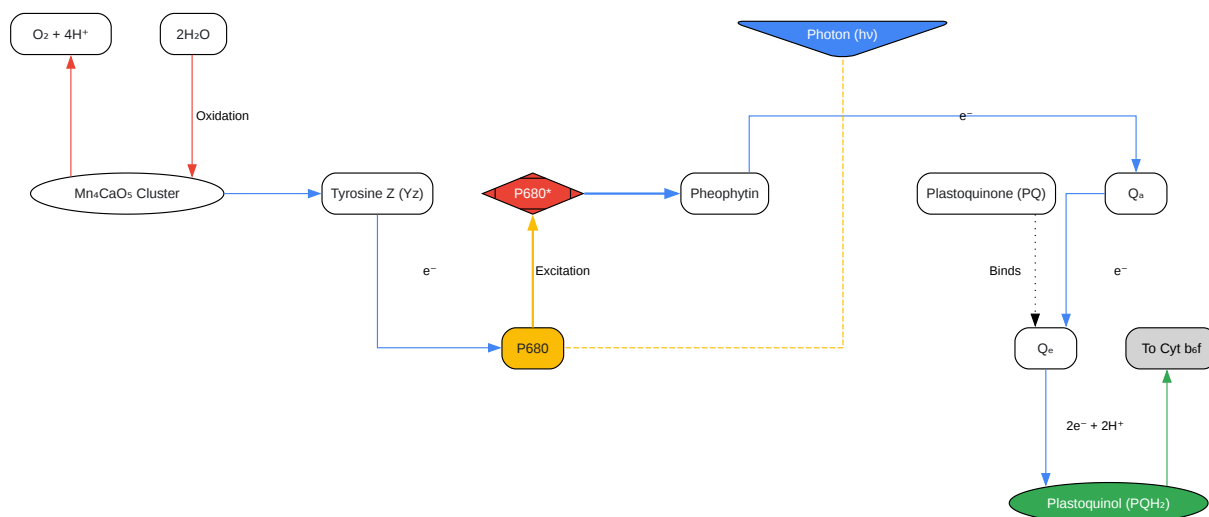 O₂ + 4H⁺
2H₂O
Photon (hν)
Oxidation
e⁻
Mn₄CaO₅ Cluster
Tyrosine Z (Yz)
P680*
Pheophytin
Plastoquinone (PQ)
Qₐ
e⁻
Excitation
Binds
e⁻
P680
Qₑ
To Cyt b₆f
2e⁻ + 2H⁺
Plastoquinol (PQH₂)